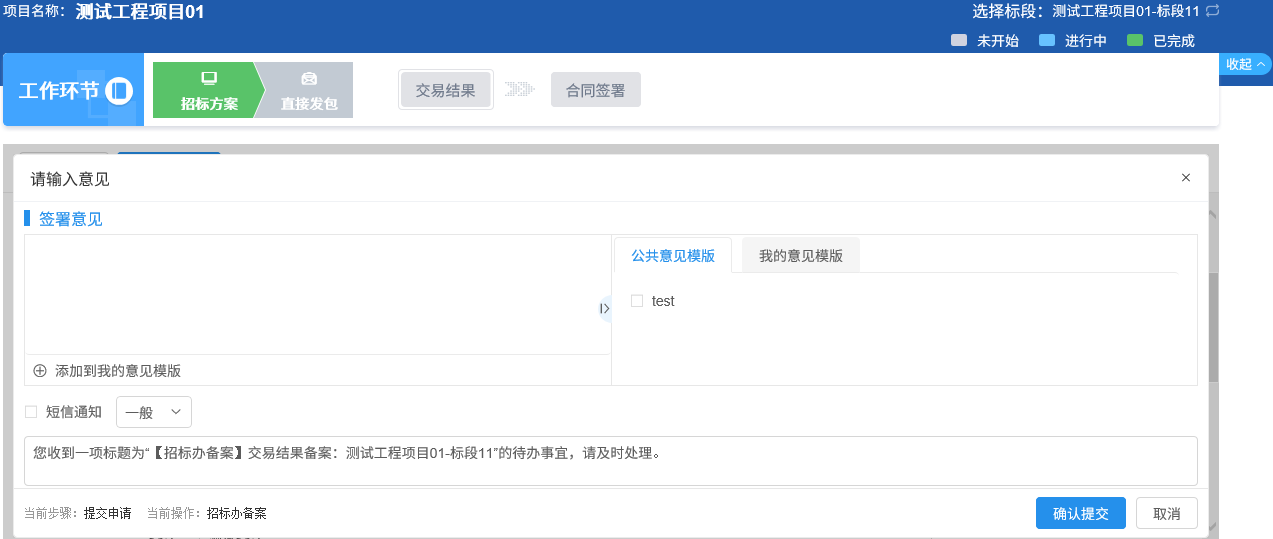 项目名称： 测试工程项目01
选择标段：测试工程项目01-标段11
未开始 进行中 已完成
收起
工作环节
招标方案 直接发包
交易结果 合同签署
请输入意见
签署意见
公共意见模版 我的意见模版
test
添加到我的意见模版
短信通知 一般
您收到一项标题为“【招标办备案】交易结果备案：测试工程项目01-标段11”的待办事宜，请及时处理。
当前步骤：提交申请 当前操作：招标办备案
确认提交 取消